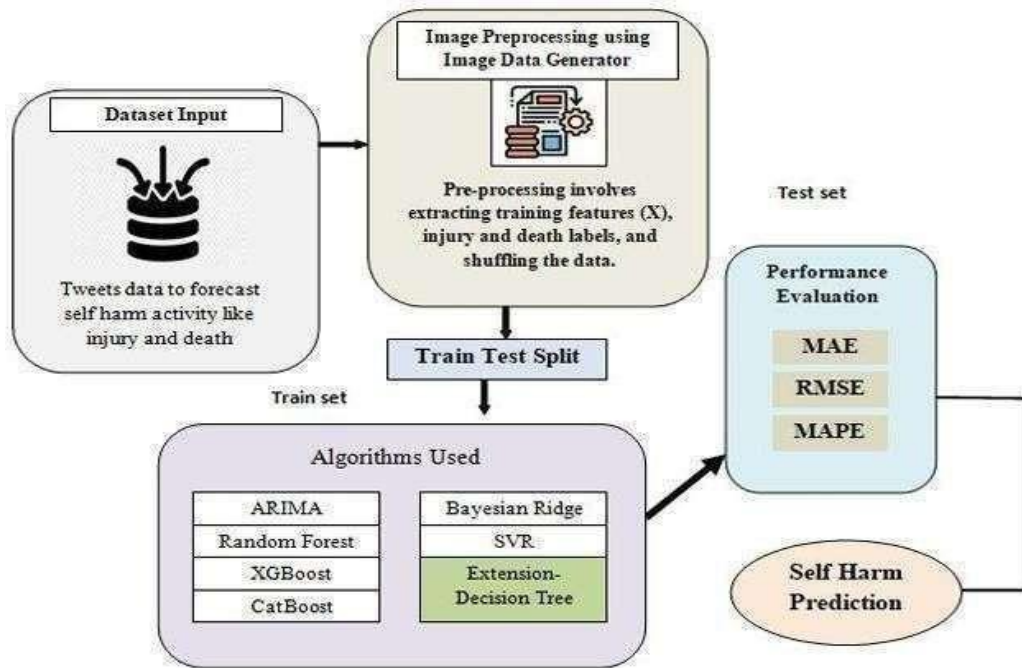 Dataset Input
Tweets data to forecast
self harm activity like
injury and death
Image Preprocessing using
Image Data Generator
Pre-processing involves
extracting training features (X),
injury and death labels, and
shuffling the data.
Train Test Split
Train set
Algorithms Used
ARIMA
Random Forest
XGBoost
CatBoost
Bayesian Ridge
SVR
Extension-
Decision Tree
Test set
Performance
Evaluation
MAE
RMSE
MAPE
Self Harm
Prediction